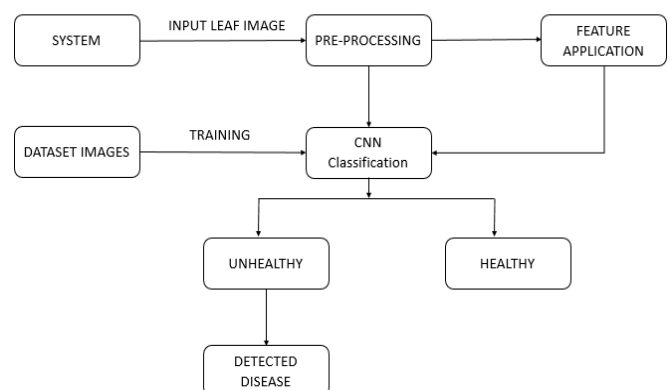 SYSTEM
INPUT LEAF IMAGE
PRE-PROCESSING
FEATURE
APPLICATION
DATASET IMAGES
TRAINING
CNN
Classification
UNHEALTHY
HEALTHY
DETECTED
DISEASE